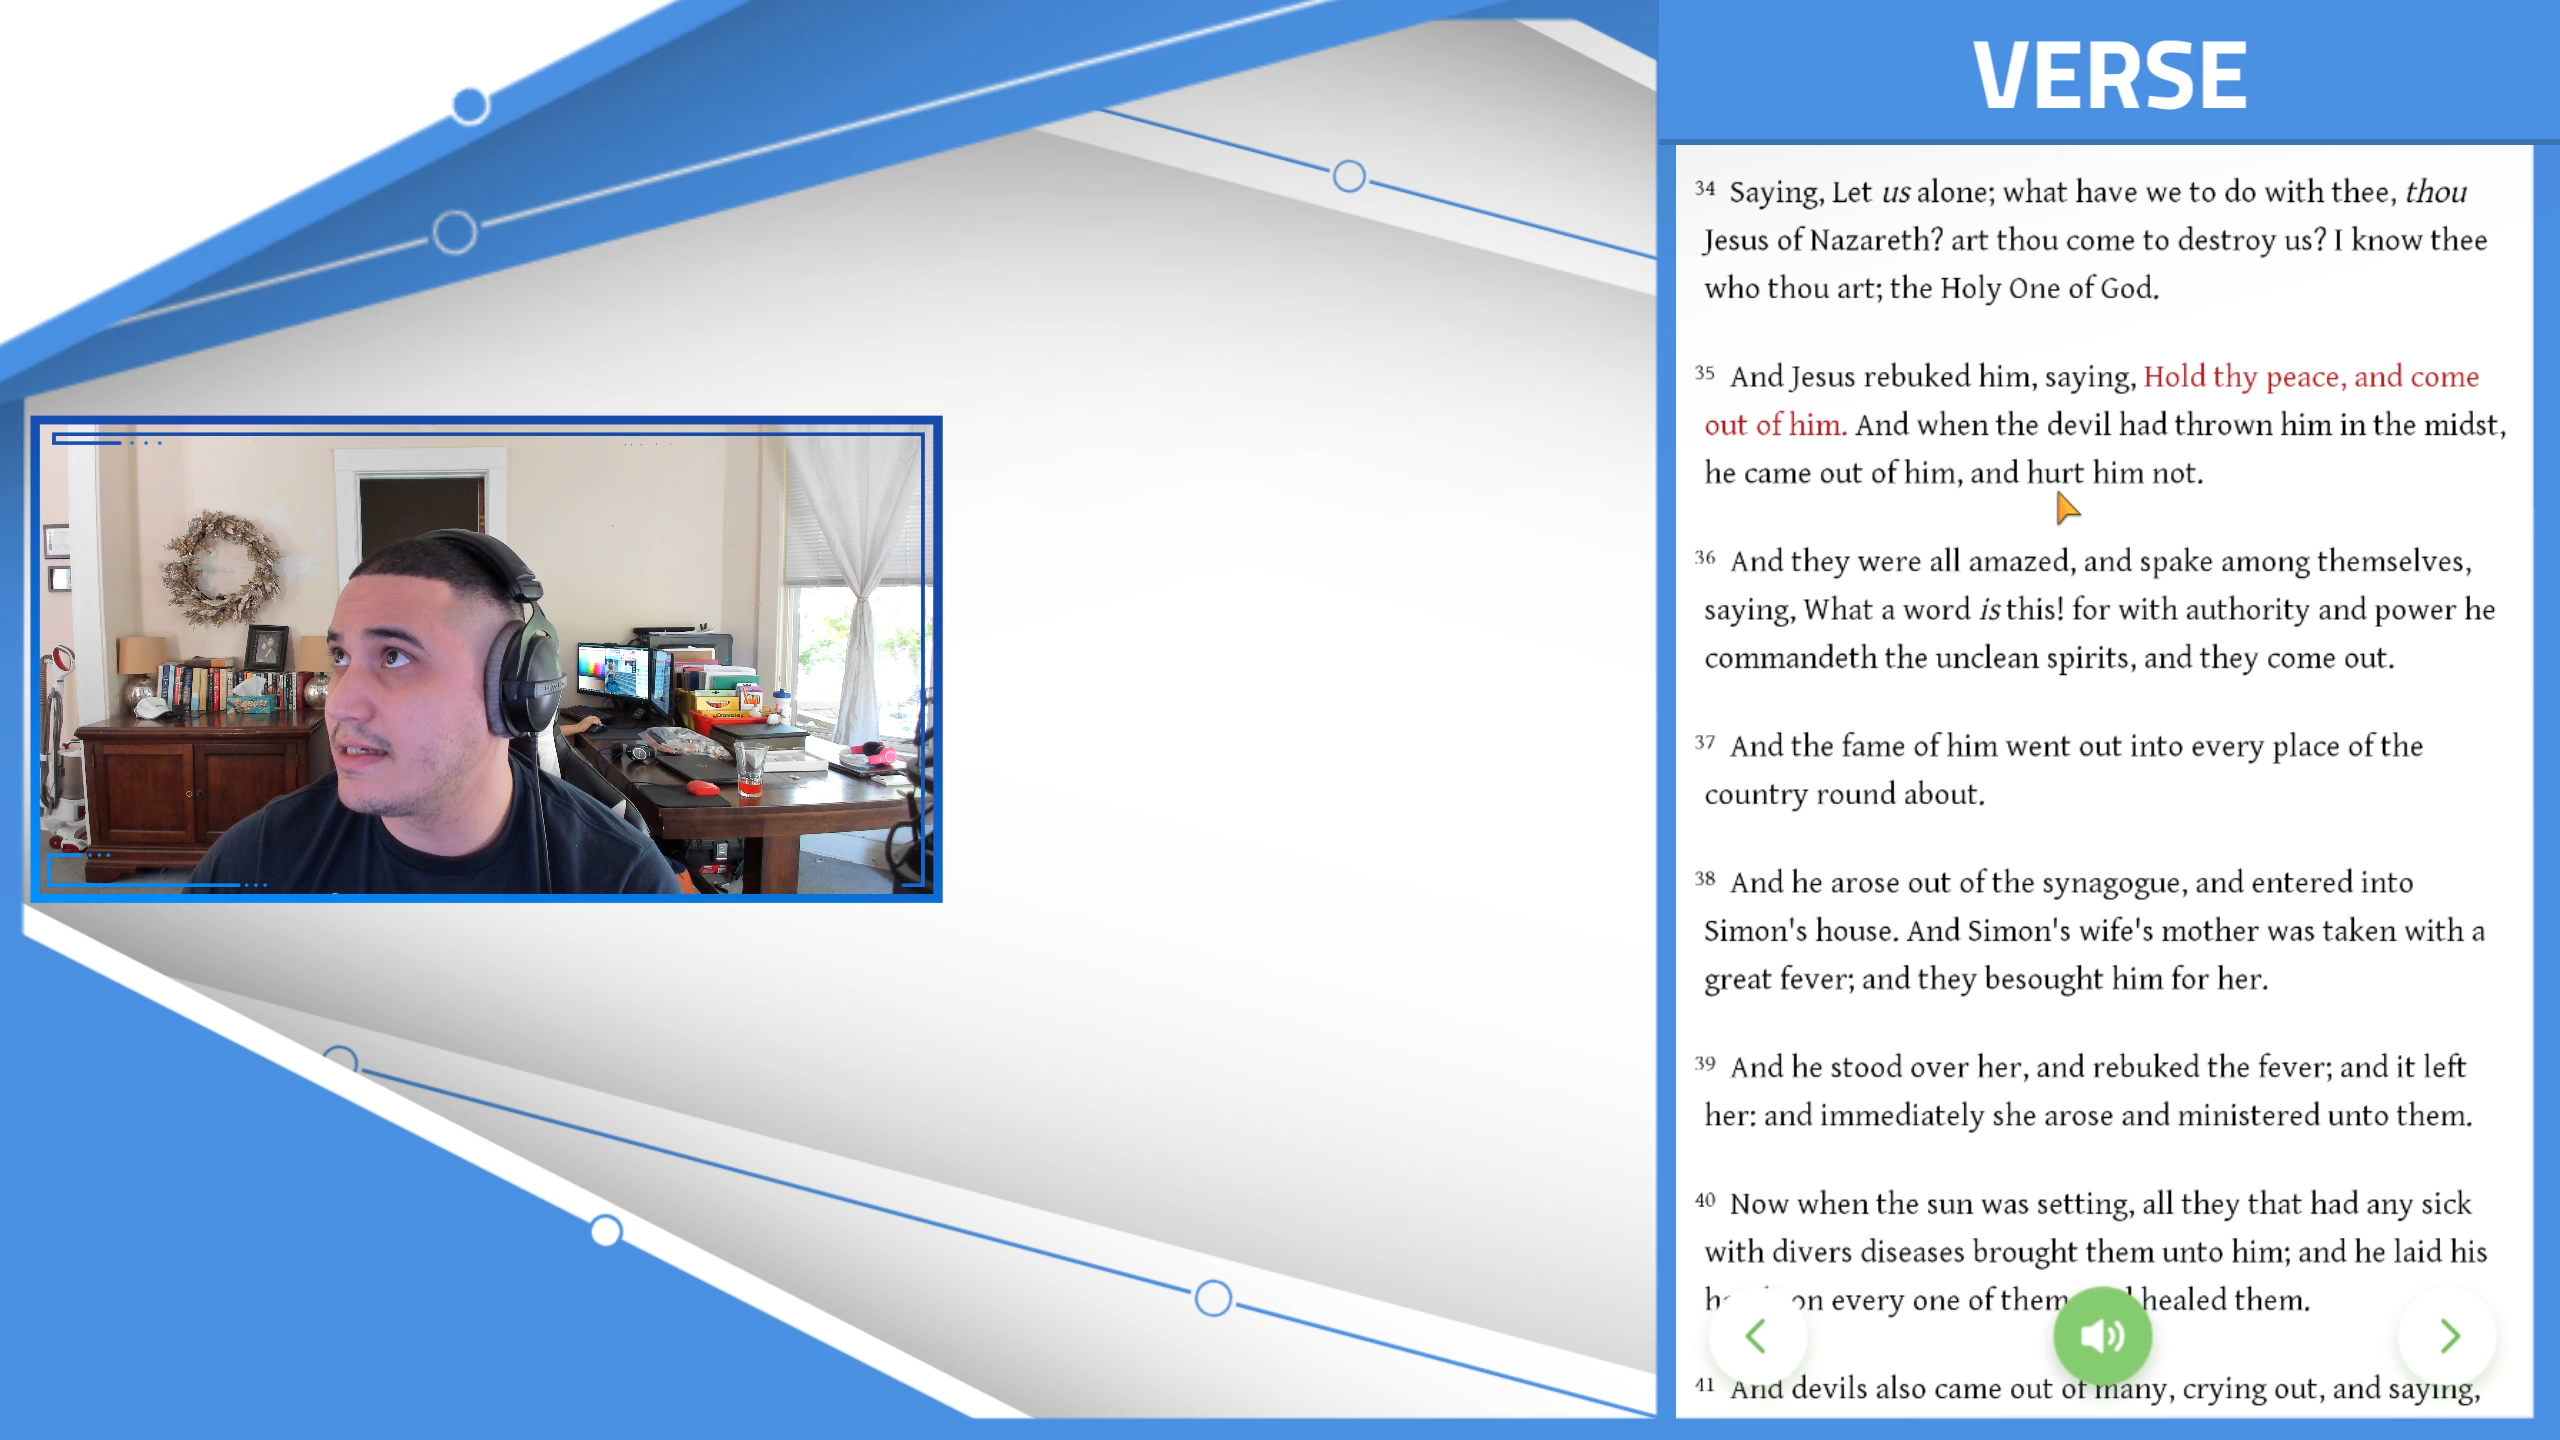 VERSE
34 Saying, Let us alone; what have we to do with thee, thou
Jesus of Nazareth? art thou come to destroy us? I know thee
who thou art; the Holy One of God.
35 And Jesus rebuked him, saying, Hold thy peace, and come
out of him. And when the devil had thrown him in the midst,
he came out of him, and hurt him not.
36 And they were all amazed, and spake among themselves,
saying, What a word is this! for with authority and power he
commandeth the unclean spirits, and they come out.
37 And the fame of him went out into every place of the
country round about.
38 And he arose out of the synagogue, and entered into
Simon's house. And Simon's wife's mother was taken with a
great fever; and they besought him for her.
39 And he stood over her, and rebuked the fever; and it left
her: and immediately she arose and ministered unto them.
40 Now when the sun was setting, all they that had any sick
with divers diseases brought them unto him; and he laid his
on every one of them healed them.
41 And devils also came out of many, crying out, and saying,
Crayola